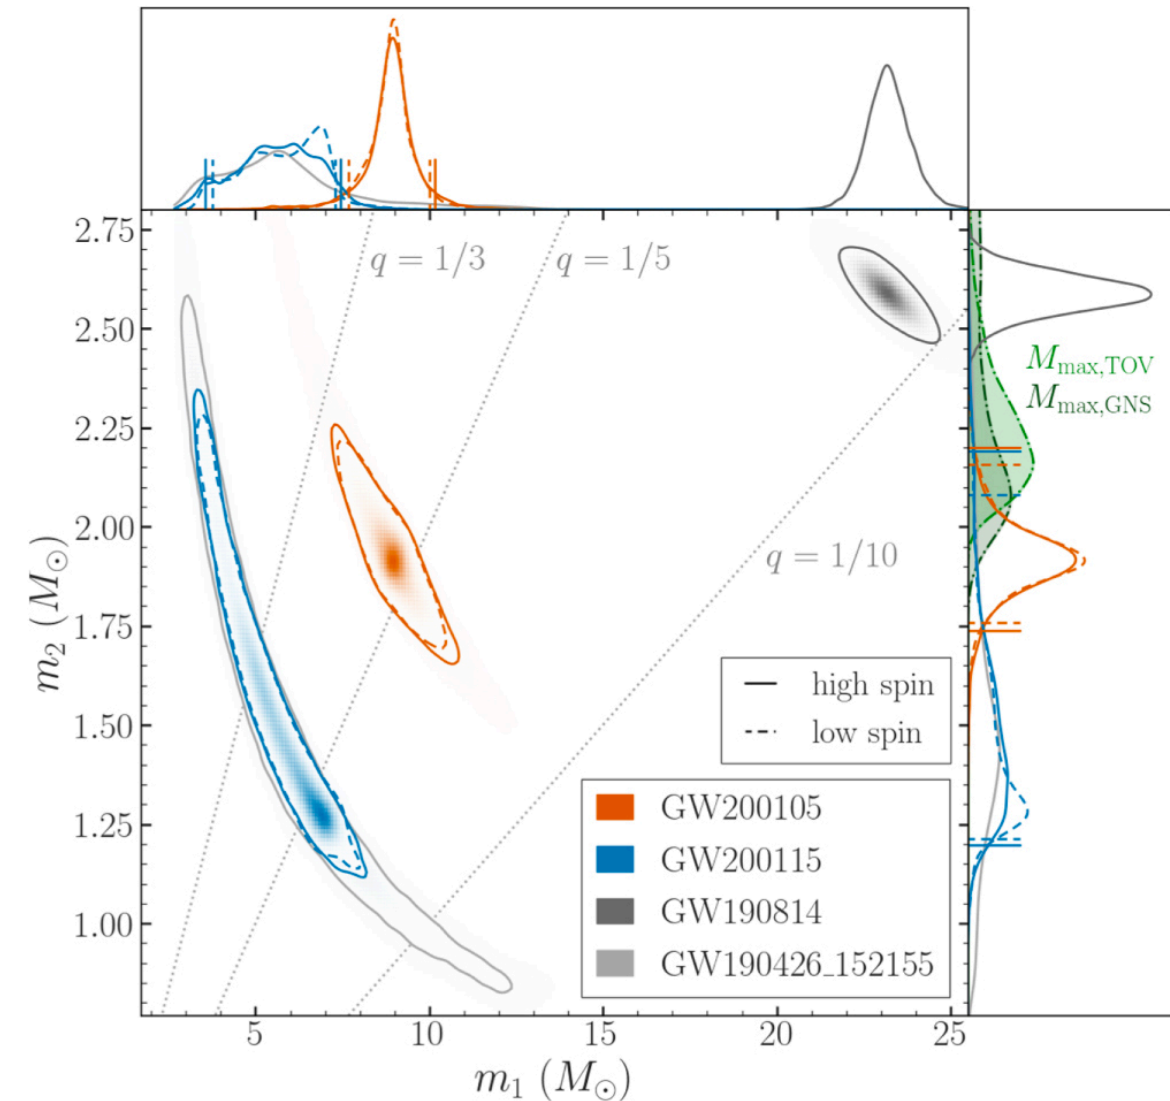 2.75
2.50
2.25
2.00
1.75
1.50
1.25
1.00
m₂ (M⊙)
q = 1/3
q = 1/5
q = 1/10
M_max,TOV
M_max,GNS
high spin
low spin
GW200105
GW200115
GW190814
GW190426_152155
5
10
15
20
25
m₁ (M⊙)